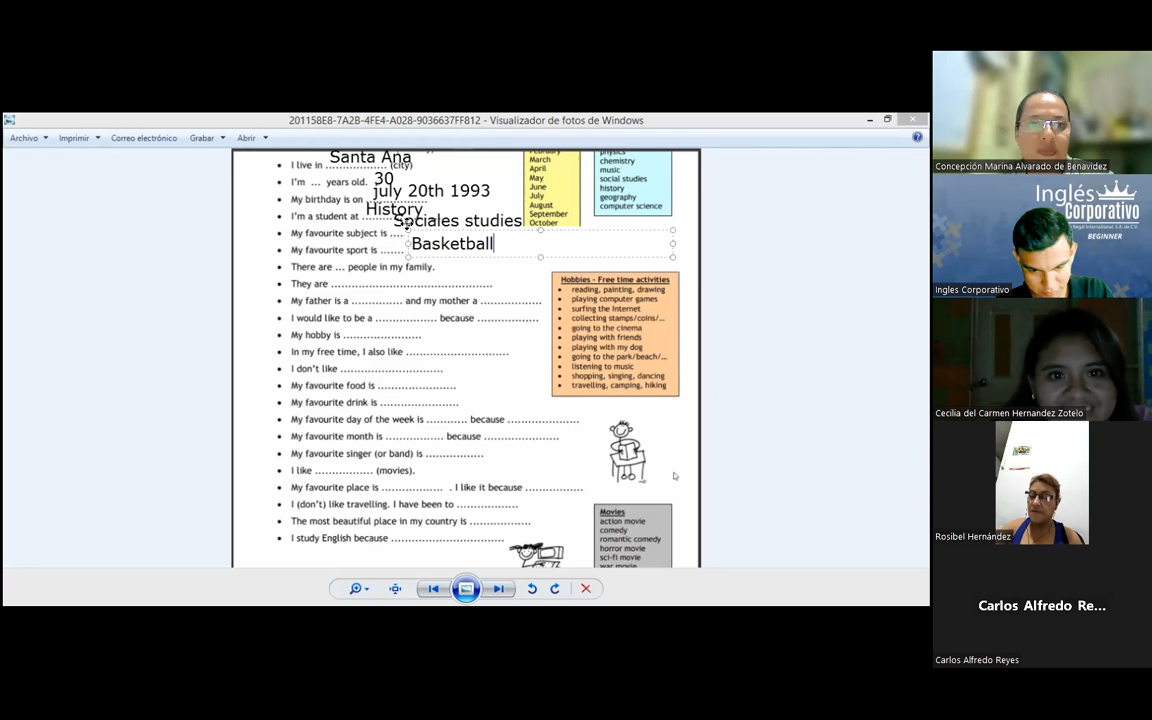 201158E8-7A2B-4FE4-A028-9036637FF812 - Visualizador de fotos de Windows
Archivo Imprimir Correo electrónico Grabar Abrir
Santa Ana
I live in ................ (city)
30
I'm ... years old.
july 20th 1993
My birthday is on
History
I'm a student at
Sociales studies
My favourite subject is ....
Basketball
My favourite sport is .......
There are ... people in my family.
They are ................................................
My father is a ............... and my mother a ..................
I would like to be a .................. because ..................
My hobby is .......................
In my free time, I also like ..............................
I don't like ..............................
My favourite food is .......................
My favourite drink is .......................
My favourite day of the week is ............ because .....................
My favourite month is ................. because ......................
My favourite singer (or band) is .................
I like ................. (movies).
My favourite place is .................. . I like it because .................
I (don't) like travelling. I have been to ..................
The most beautiful place in my country is ..................
I study English because .................................
March
April
May
June
July
August
September
October
physics
chemistry
music
social studies
history
geography
computer science
Hobbies - Free time activities
reading, painting, drawing
playing computer games
surfing the Internet
collecting stamps/coins/...
going to the cinema
playing with friends
playing with my dog
going to the park/beach/...
listening to music
shopping, singing, dancing
travelling, camping, hiking
Movies
action movie
comedy
romantic comedy
horror movie
sci-fi movie
war movie
Concepción Marina Alvarado de Benavidez
Inglés
Corporativo
BEGINNER
Ingles Corporativo
Cecilia del Carmen Hernandez Zotelo
Rosibel Hernández
Carlos Alfredo Re...
Carlos Alfredo Reyes